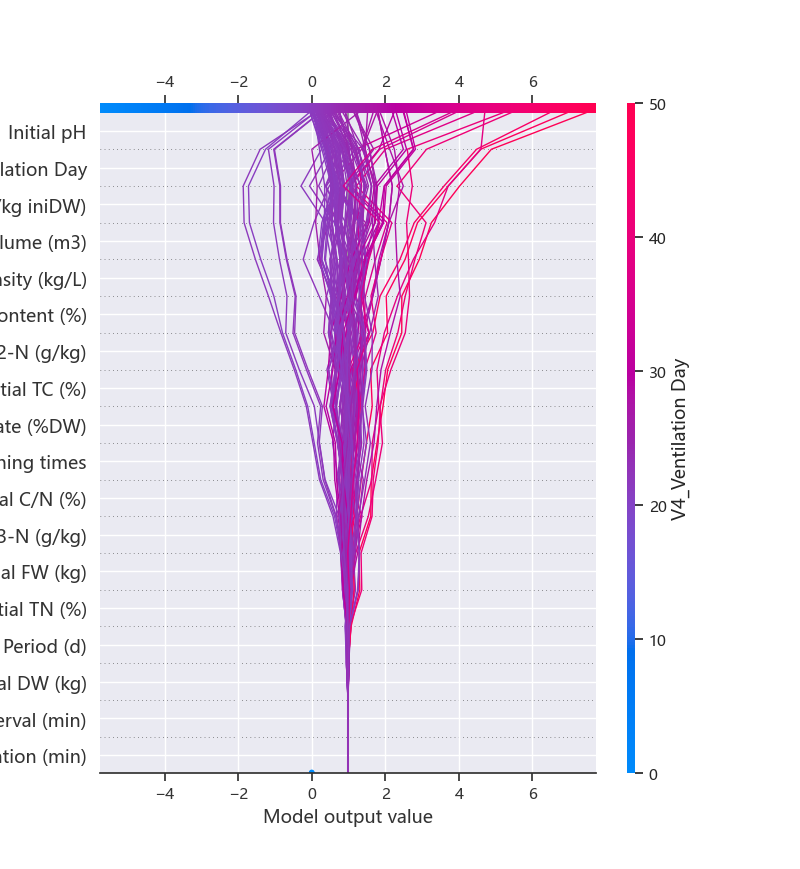 −4 −2 0 2 4 6
50
Initial pH
lation Day
/kg iniDW)
40
lume (m3)
sity (kg/L)
ontent (%)
2-N (g/kg)
30
tial TC (%)
ate (%DW)
V4_Ventilation Day
ning times
al C/N (%)
20
3-N (g/kg)
al FW (kg)
tial TN (%)
10
Period (d)
al DW (kg)
erval (min)
ation (min)
0
−4 −2 0 2 4 6
Model output value